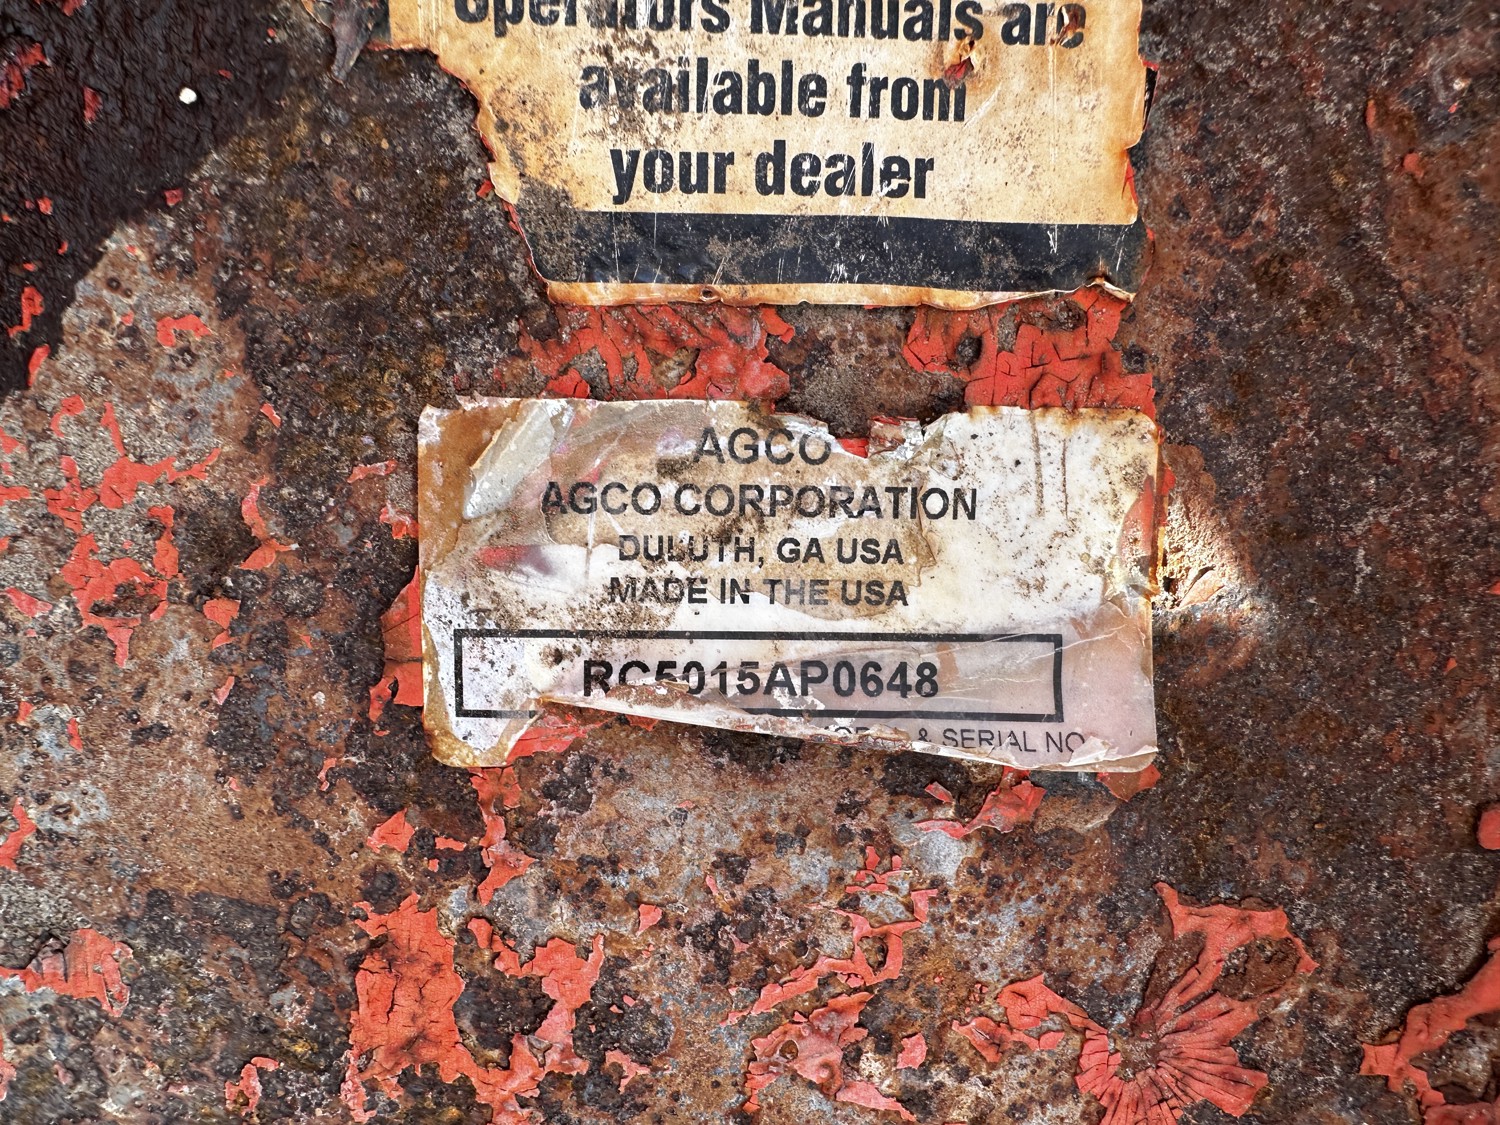 Operators Manuals are
available from
your dealer
AGCO
AGCO CORPORATION
DULUTH, GA USA
MADE IN THE USA
RC5015AP0648
& SERIAL NO